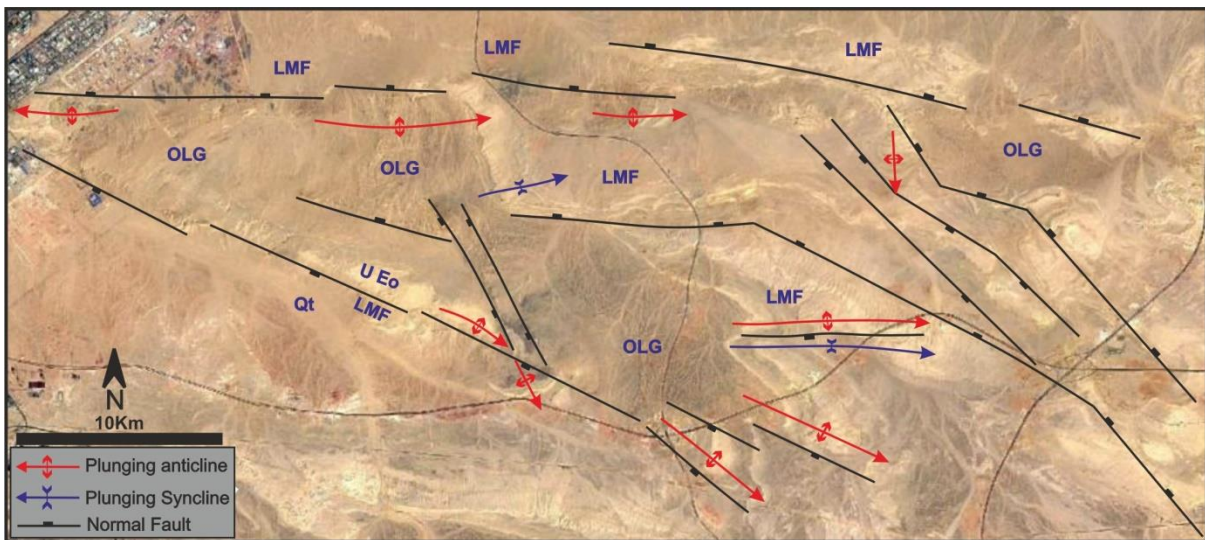 LMF
LMF
LMF
OLG
OLG
LMF
OLG
U Eo
Qt
LMF
LMF
OLG
N
10Km
Plunging anticline
Plunging Syncline
Normal Fault